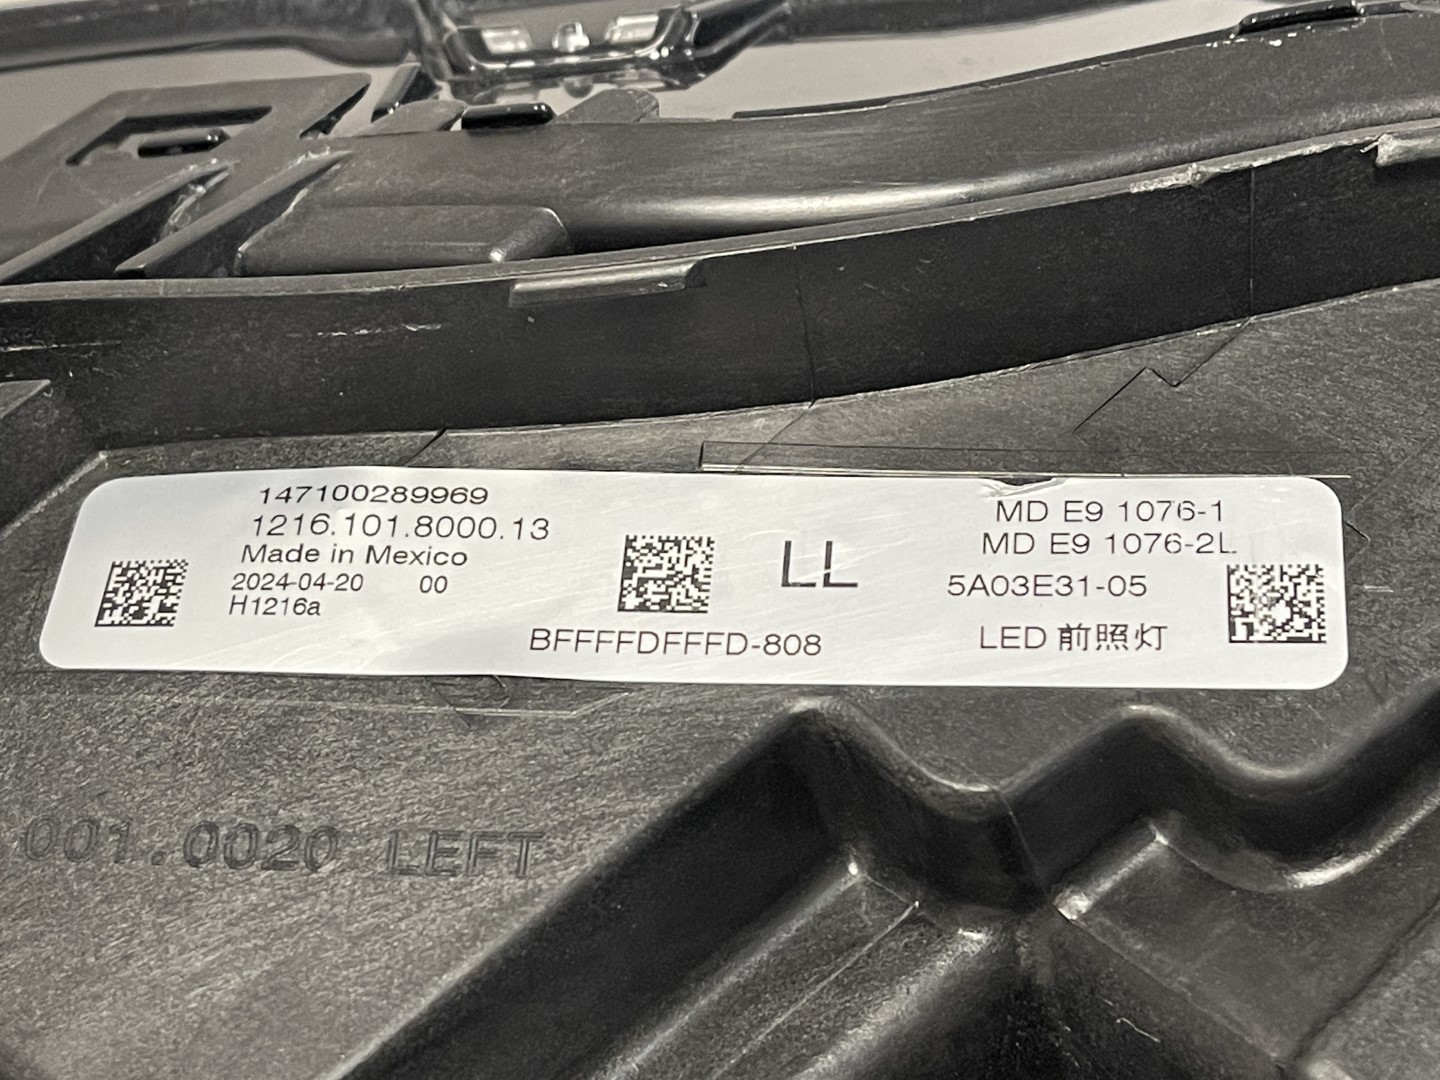 147100289969
1216.101.8000.13
Made in Mexico
2024-04-20 00
H1216a
LL
BFFFFDFFFD-808
MD E9 1076-1
MD E9 1076-2L
5A03E31-05
LED 前照灯
001.0020 LEFT